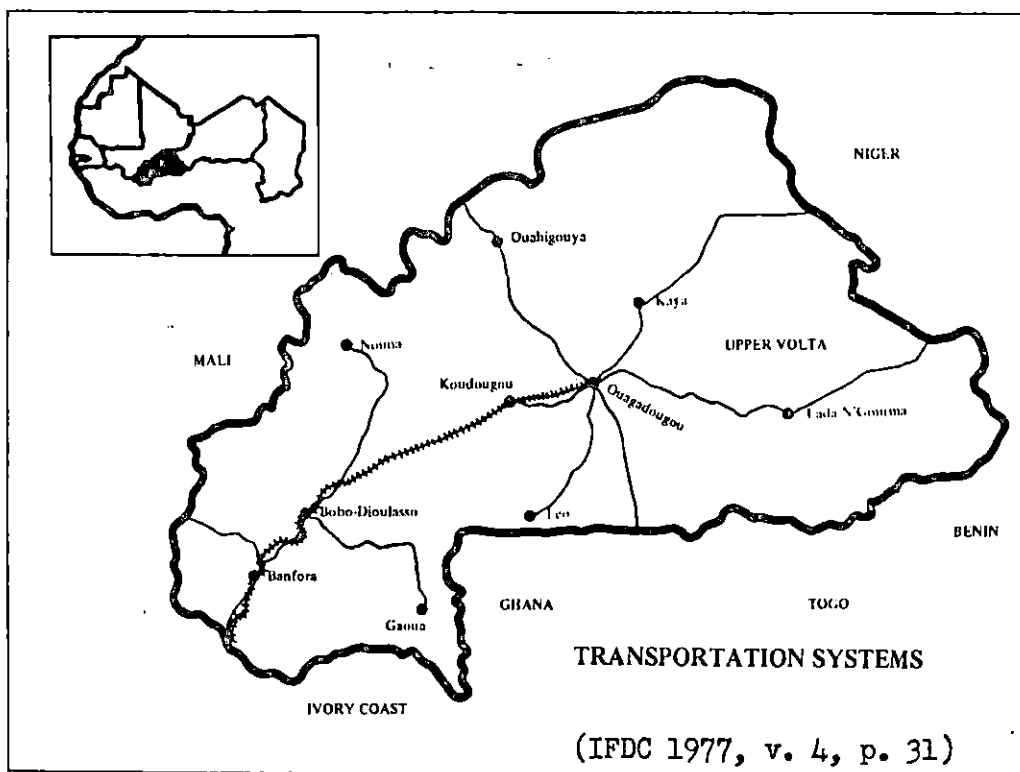 NIGER
Ouahigouya
Kaya
MALI
Nouna
UPPER VOLTA
Koudougou
Ouagadougou
Fada N'Gourma
Bobo-Dioulasso
Leo
BENIN
Banfora
GHANA
TOGO
Gaoua
TRANSPORTATION SYSTEMS
IVORY COAST
(IFDC 1977, v. 4, p. 31)